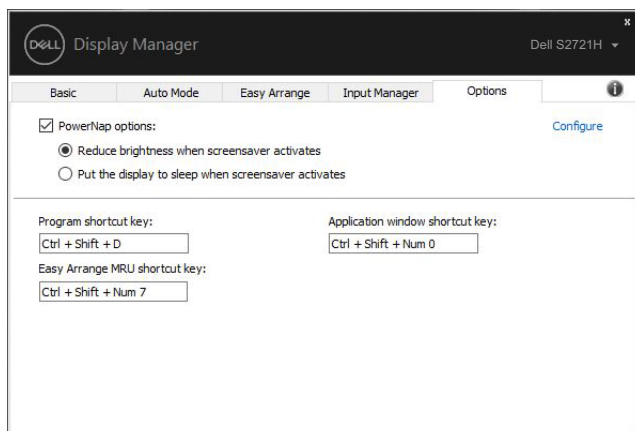 x
DELL Display Manager
Dell S2721H
Basic Auto Mode Easy Arrange Input Manager Options i
PowerNap options: Configure
Reduce brightness when screensaver activates
Put the display to sleep when screensaver activates
Program shortcut key: Application window shortcut key:
Ctrl + Shift + D Ctrl + Shift + Num 0
Easy Arrange MRU shortcut key:
Ctrl + Shift + Num 7